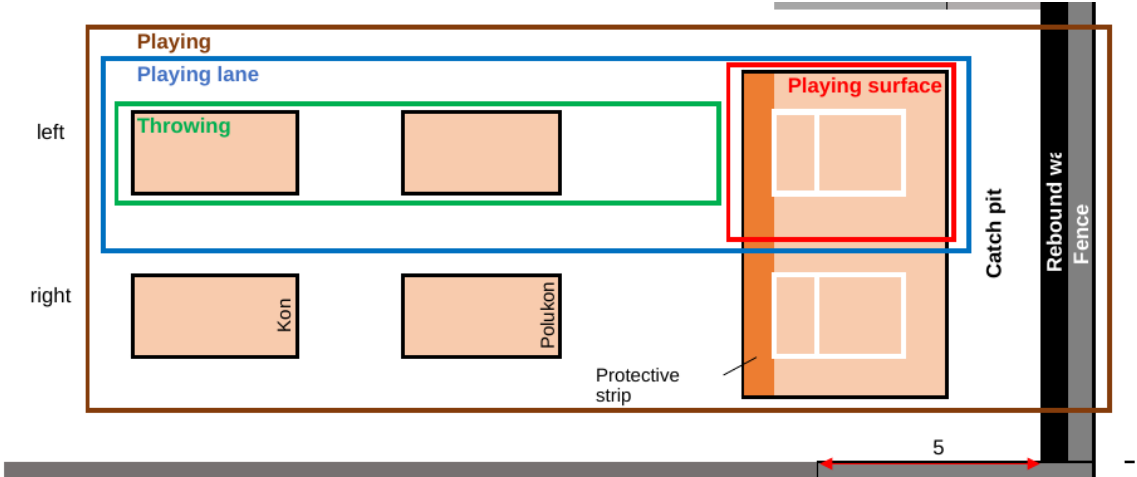 Playing
Playing lane
Playing surface
Throwing
left
right
Kon
Polukon
Protective
strip
Catch pit
Rebound
Fence
5